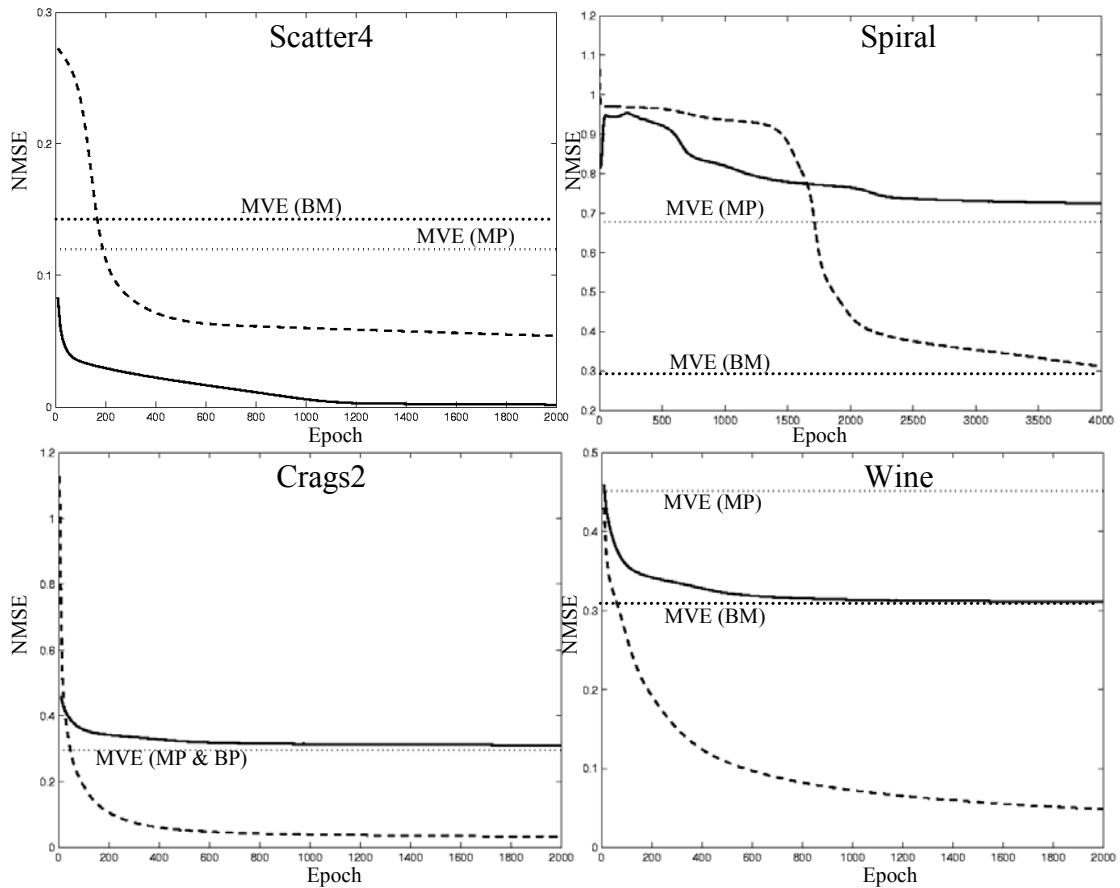 Scatter4
0.3
0.2
0.1
0
NMSE
MVE (BM)
MVE (MP)
0 200 400 600 800 1000 1200 1400 1600 1800 2000
Epoch
Spiral
1.2
1.1
1
0.9
0.8
0.7
0.6
0.5
0.4
0.3
0.2
NMSE
MVE (MP)
MVE (BM)
0 500 1000 1500 2000 2500 3000 3500 4000
Epoch
Crags2
1.2
1
0.8
0.6
0.4
0.2
0
NMSE
MVE (MP & BP)
0 200 400 600 800 1000 1200 1400 1600 1800 2000
Epoch
Wine
0.5
0.4
0.3
0.2
0.1
0
NMSE
MVE (MP)
MVE (BM)
0 200 400 600 800 1000 1200 1400 1600 1800 2000
Epoch